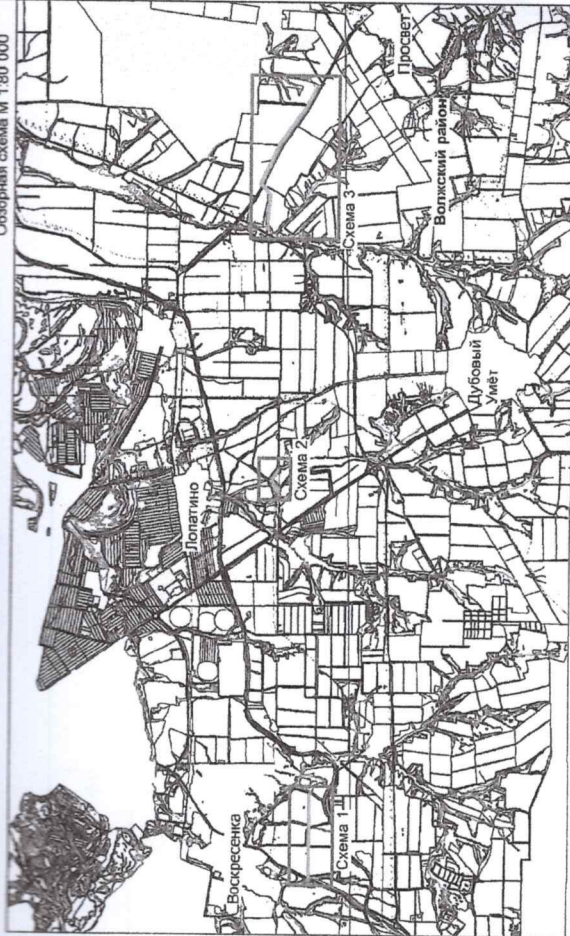 Обзорная схема М 1:80 000
Воскресенка
Схема 1
Лопатино
Схема 2
Дубовый
Умёт
Схема 3
Волжский район
Просвет